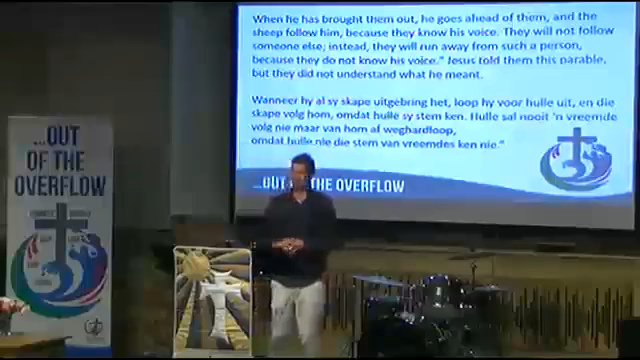 When he has brought them out, he goes ahead of them, and the
sheep follow him, because they know his voice. They will not follow
someone else; instead, they will run away from such a person,
because they do not know his voice." Jesus told them this parable,
but they did not understand what he meant.
Wanneer hy al sy skape uitgebring het, loop hy voor hulle uit, en die
skape volg hom, omdat hulle sy stem ken. Hulle sal nooit 'n vreemde
volg nie maar van hom af weghardloop,
omdat hulle nie die stem van vreemdes ken nie."
...OUT THE OVERFLOW
...OUT
OF THE
OVERFLOW